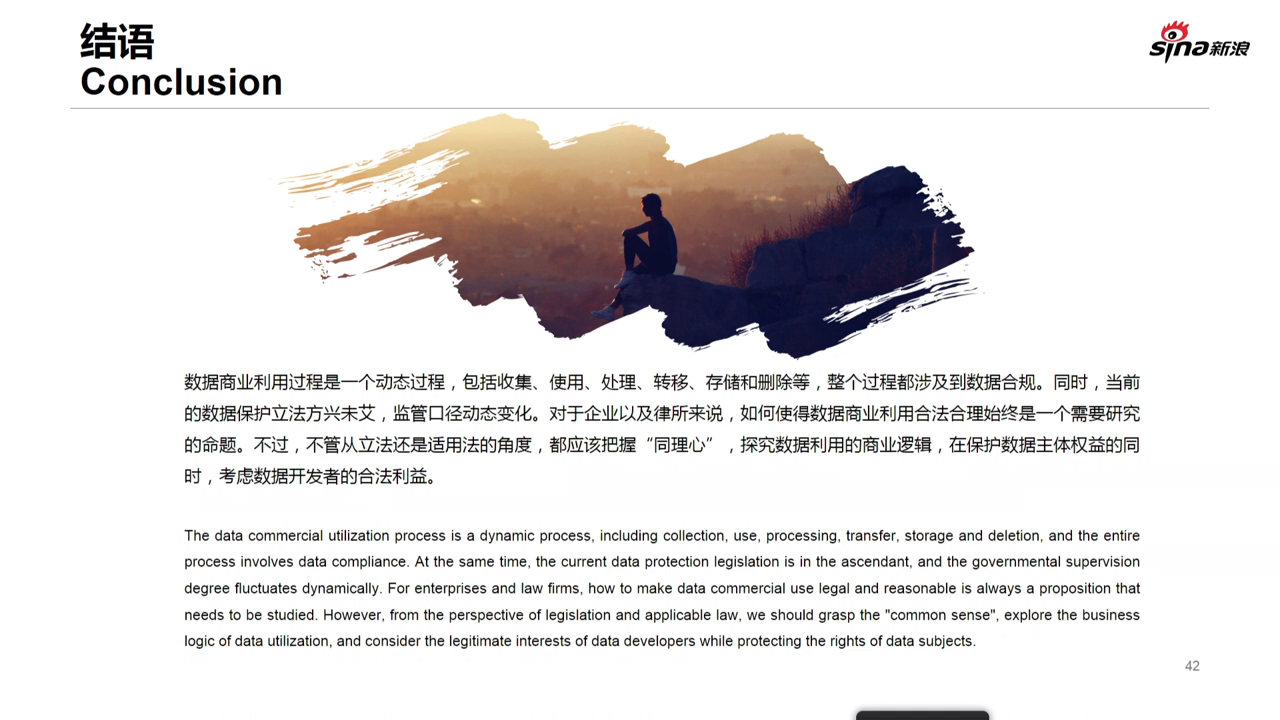 结语
Conclusion
sina新浪
数据商业利用过程是一个动态过程，包括收集、使用、处理、转移、存储和删除等，整个过程都涉及到数据合规。同时，当前
的数据保护立法方兴未艾，监管口径动态变化。对于企业以及律所来说，如何使得数据商业利用合法合理始终是一个需要研究
的命题。不过，不管从立法还是适用法的角度，都应该把握“同理心”，探究数据利用的商业逻辑，在保护数据主体权益的同
时，考虑数据开发者的合法利益。
The data commercial utilization process is a dynamic process, including collection, use, processing, transfer, storage and deletion, and the entire
process involves data compliance. At the same time, the current data protection legislation is in the ascendant, and the governmental supervision
degree fluctuates dynamically. For enterprises and law firms, how to make data commercial use legal and reasonable is always a proposition that
needs to be studied. However, from the perspective of legislation and applicable law, we should grasp the "common sense", explore the business
logic of data utilization, and consider the legitimate interests of data developers while protecting the rights of data subjects.
42